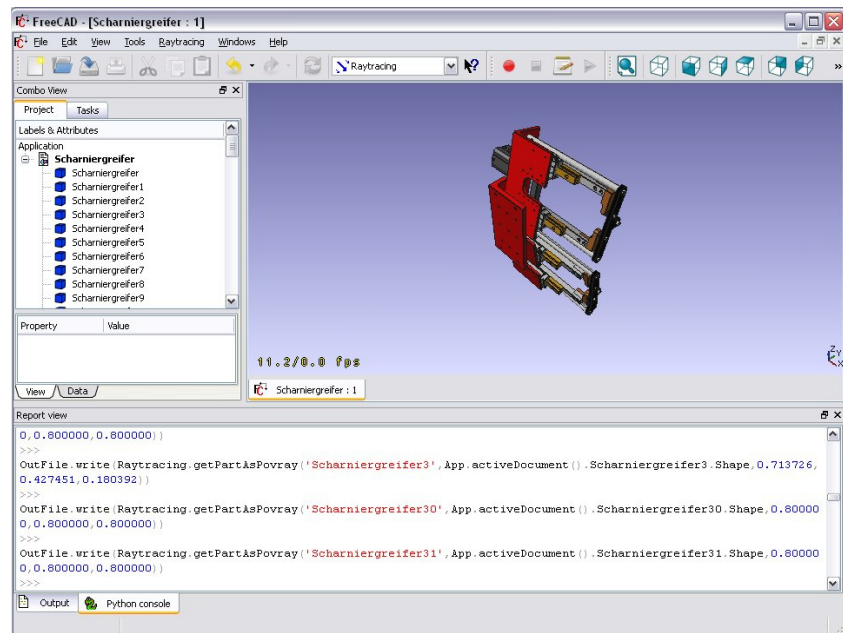 FreeCAD - [Scharniergreifer : 1]
File Edit View Tools Raytracing Windows Help
Raytracing
»
Combo View
Project Tasks
Labels & Attributes
Application
Scharniergreifer
Scharniergreifer
Scharniergreifer1
Scharniergreifer2
Scharniergreifer3
Scharniergreifer4
Scharniergreifer5
Scharniergreifer6
Scharniergreifer7
Scharniergreifer8
Scharniergreifer9
Property Value
View Data
11.2/0.0 fps
Z Y X
Scharniergreifer : 1
Report view
0,0.800000,0.800000))
>>>
OutFile.write(Raytracing.getPartAsPovray('Scharniergreifer3',App.activeDocument().Scharniergreifer3.Shape,0.713726,
0.427451,0.180392))
>>>
OutFile.write(Raytracing.getPartAsPovray('Scharniergreifer30',App.activeDocument().Scharniergreifer30.Shape,0.80000
0,0.800000,0.800000))
>>>
OutFile.write(Raytracing.getPartAsPovray('Scharniergreifer31',App.activeDocument().Scharniergreifer31.Shape,0.80000
0,0.800000,0.800000))
>>>
Output Python console